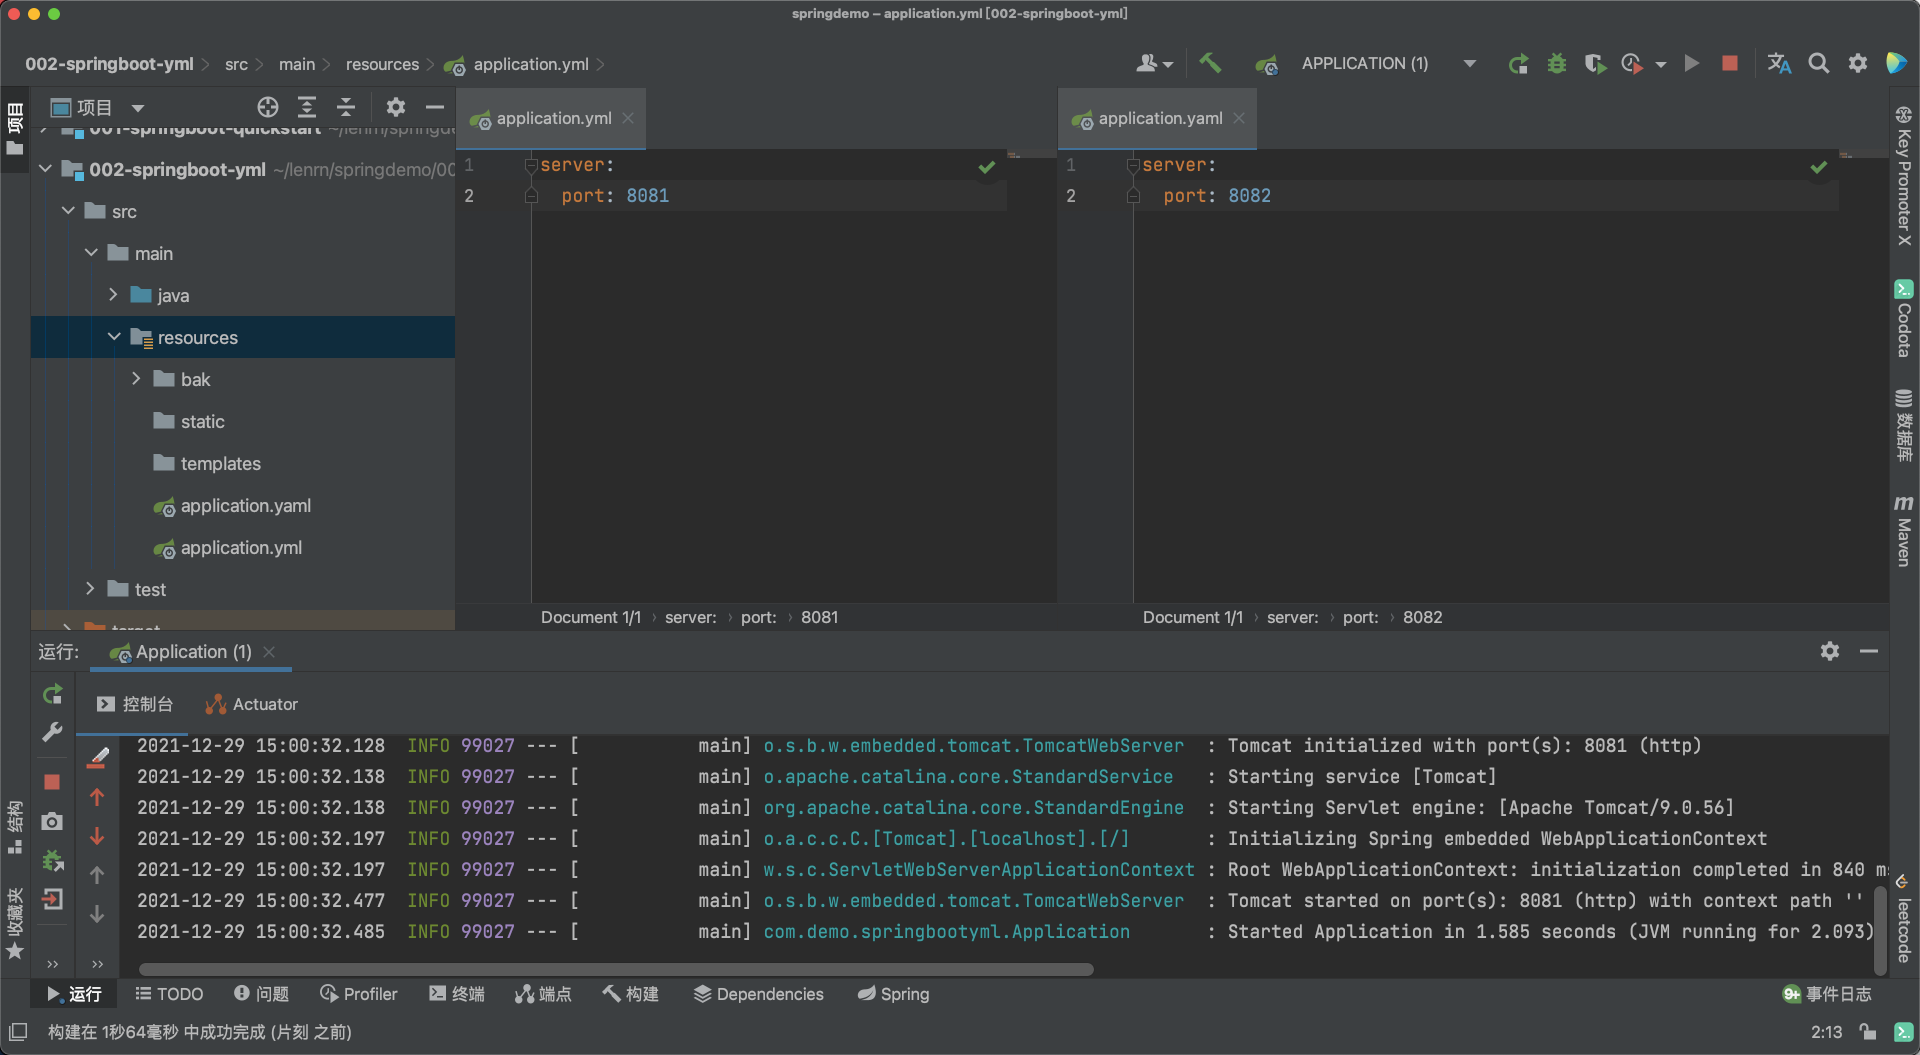 springdemo – application.yml [002-springboot-yml]
002-springboot-yml src main resources application.yml
APPLICATION (1)
项目
项目
001-springboot-quickstart ~/lenrn/springde
002-springboot-yml ~/lenrn/springdemo/00
src
main
java
resources
bak
static
templates
application.yaml
application.yml
test
target
application.yml
1 server:
2 port: 8081
Document 1/1 › server: › port: › 8081
application.yaml
1 server:
2 port: 8082
Document 1/1 › server: › port: › 8082
Key Promoter X
Codota
数据库
m Maven
leetcode
运行: Application (1)
控制台 Actuator
2021-12-29 15:00:32.128 INFO 99027 --- [ main] o.s.b.w.embedded.tomcat.TomcatWebServer : Tomcat initialized with port(s): 8081 (http)
2021-12-29 15:00:32.138 INFO 99027 --- [ main] o.apache.catalina.core.StandardService : Starting service [Tomcat]
2021-12-29 15:00:32.138 INFO 99027 --- [ main] org.apache.catalina.core.StandardEngine : Starting Servlet engine: [Apache Tomcat/9.0.56]
2021-12-29 15:00:32.197 INFO 99027 --- [ main] o.a.c.c.C.[Tomcat].[localhost].[/] : Initializing Spring embedded WebApplicationContext
2021-12-29 15:00:32.197 INFO 99027 --- [ main] w.s.c.ServletWebServerApplicationContext : Root WebApplicationContext: initialization completed in 840 ms
2021-12-29 15:00:32.477 INFO 99027 --- [ main] o.s.b.w.embedded.tomcat.TomcatWebServer : Tomcat started on port(s): 8081 (http) with context path ''
2021-12-29 15:00:32.485 INFO 99027 --- [ main] com.demo.springbootyml.Application : Started Application in 1.585 seconds (JVM running for 2.093)
结构
收藏夹
运行 TODO 问题 Profiler 终端 端点 构建 Dependencies Spring 9+ 事件日志
构建在 1秒64毫秒 中成功完成 (片刻 之前) 2:13